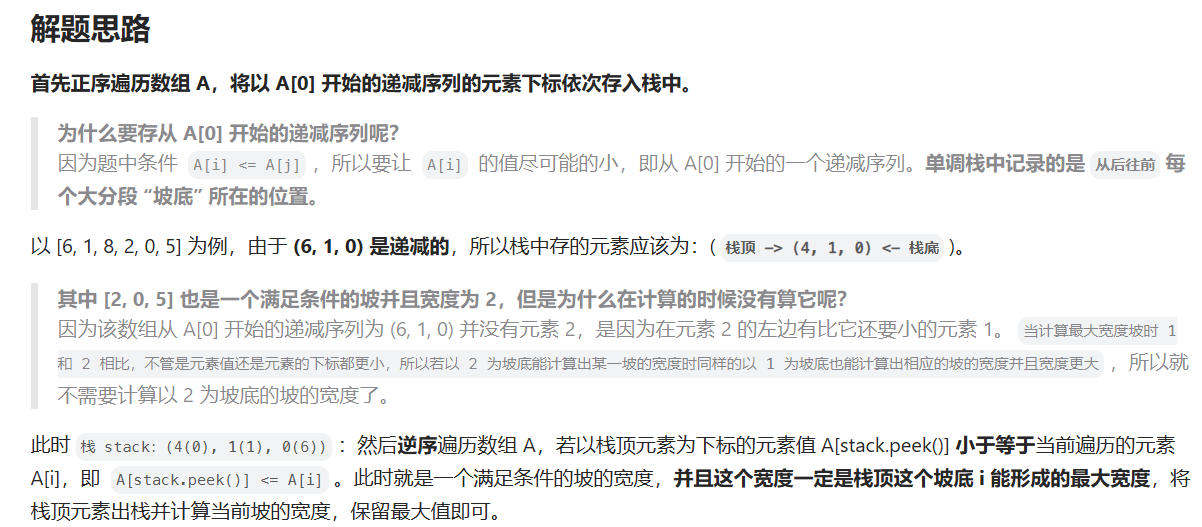 解题思路
首先正序遍历数组 A，将以 A[0] 开始的递减序列的元素下标依次存入栈中。
为什么要存从 A[0] 开始的递减序列呢？
因为题中条件 A[i] <= A[j] ，所以要让 A[i] 的值尽可能的小，即从 A[0] 开始的一个递减序列。单调栈中记录的是 从后往前 每
个大分段 “坡底” 所在的位置。
以 [6, 1, 8, 2, 0, 5] 为例，由于 (6, 1, 0) 是递减的，所以栈中存的元素应该为：( 栈顶 -> (4, 1, 0) <- 栈底 )。
其中 [2, 0, 5] 也是一个满足条件的坡并且宽度为 2，但是为什么在计算的时候没有算它呢？
因为该数组从 A[0] 开始的递减序列为 (6, 1, 0) 并没有元素 2，是因为在元素 2 的左边有比它还要小的元素 1。当计算最大宽度坡时 1
和 2 相比，不管是元素值还是元素的下标都更小，所以若以 2 为坡底能计算出某一坡的宽度时同样的以 1 为坡底也能计算出相应的坡的宽度并且宽度更大 ，所以就
不需要计算以 2 为坡底的坡的宽度了。
此时 栈 stack: (4(0), 1(1), 0(6)) ：然后逆序遍历数组 A，若以栈顶元素为下标的元素值 A[stack.peek()] 小于等于当前遍历的元素
A[i]，即 A[stack.peek()] <= A[i] 。此时就是一个满足条件的坡的宽度，并且这个宽度一定是栈顶这个坡底 i 能形成的最大宽度，将
栈顶元素出栈并计算当前坡的宽度，保留最大值即可。